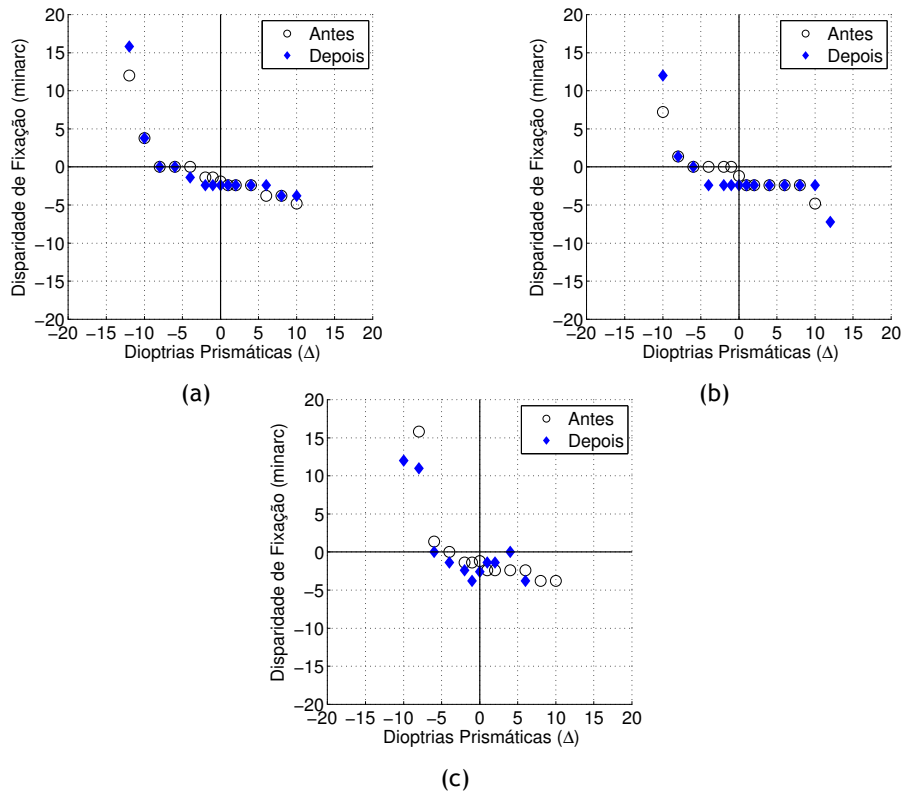 20
15
10
5
0
−5
−10
−15
−20
Disparidade de Fixação (minarc)
Antes
Depois
−20 −15 −10 −5 0 5 10 15 20
Dioptrias Prismáticas (Δ)
(a)
20
15
10
5
0
−5
−10
−15
−20
Disparidade de Fixação (minarc)
Antes
Depois
−20 −15 −10 −5 0 5 10 15 20
Dioptrias Prismáticas (Δ)
(b)
20
15
10
5
0
−5
−10
−15
−20
Disparidade de Fixação (minarc)
Antes
Depois
−20 −15 −10 −5 0 5 10 15 20
Dioptrias Prismáticas (Δ)
(c)